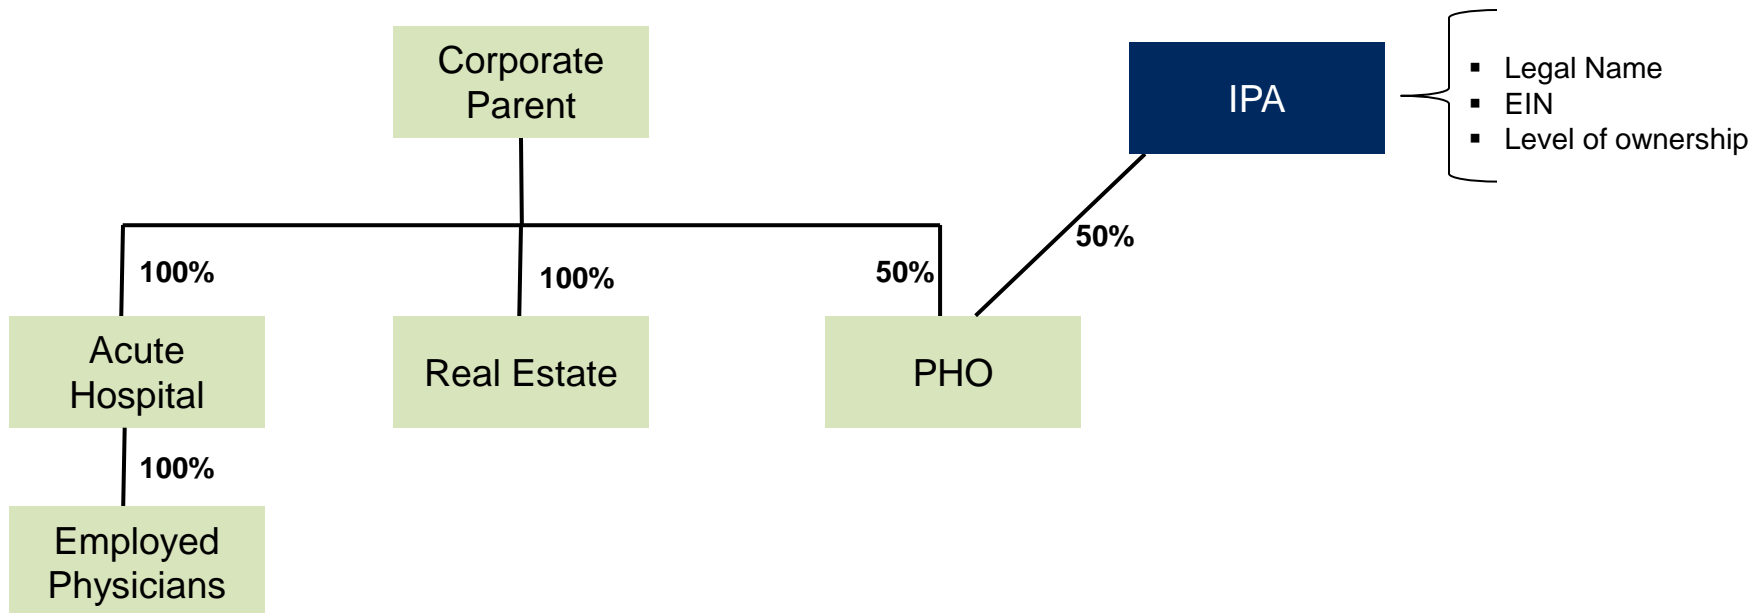 Corporate
Parent
IPA
▪ Legal Name
▪ EIN
▪ Level of ownership
50%
100%
100%
50%
Acute
Hospital
Real Estate
PHO
100%
Employed
Physicians